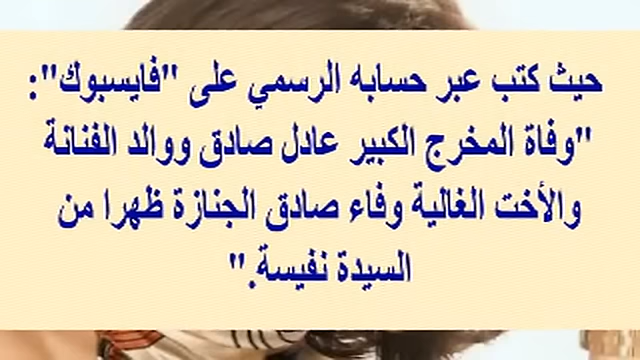 حيث كتب عبر حسابه الرسمي على "فايسبوك":
"وفاة المخرج الكبير عادل صادق ووالد الفنانة
والأخت الغالية وفاء صادق الجنازة ظهرا من
السيدة نفيسة."